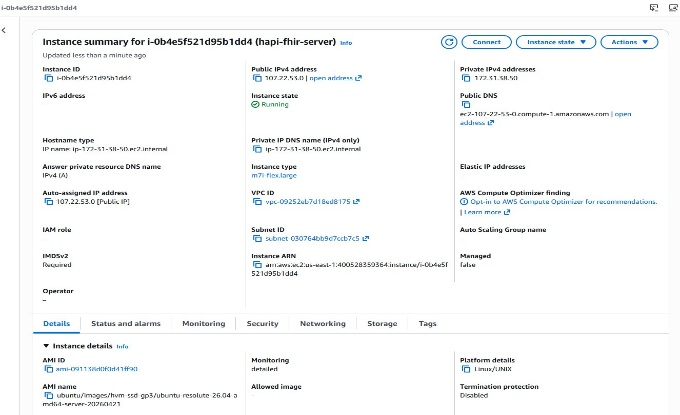 i-0b4e5f521d95b1dd4
Instance summary for i-0b4e5f521d95b1dd4 (hapi-fhir-server) Info
Connect
Instance state
Actions
Updated less than a minute ago
Instance ID
i-0b4e5f521d95b1dd4
Public IPv4 address
107.22.53.0 | open address
Private IPv4 addresses
172.31.38.50
IPv6 address
–
Instance state
Running
Public DNS
ec2-107-22-53-0.compute-1.amazonaws.com | open
address
Hostname type
IP name: ip-172-31-38-50.ec2.internal
Private IP DNS name (IPv4 only)
ip-172-31-38-50.ec2.internal
Answer private resource DNS name
IPv4 (A)
Instance type
m7i-flex.large
Elastic IP addresses
Auto-assigned IP address
107.22.53.0 [Public IP]
VPC ID
vpc-09252eb7d18ed8175
AWS Compute Optimizer finding
Opt-in to AWS Compute Optimizer for recommendations.
| Learn more
IAM role
Subnet ID
subnet-030764bb9d7ccb7c5
Auto Scaling Group name
IMDSv2
Required
Instance ARN
arn:aws:ec2:us-east-1:400528359364:instance/i-0b4e5f
521d95b1dd4
Managed
false
Operator
–
Details
Status and alarms
Monitoring
Security
Networking
Storage
Tags
Instance details Info
AMI ID
ami-091138d0f0d41ff90
Monitoring
detailed
Platform details
Linux/UNIX
AMI name
ubuntu/images/hvm-ssd-gp3/ubuntu-resolute-26.04-a
md64-server-20260421
Allowed image
Termination protection
Disabled